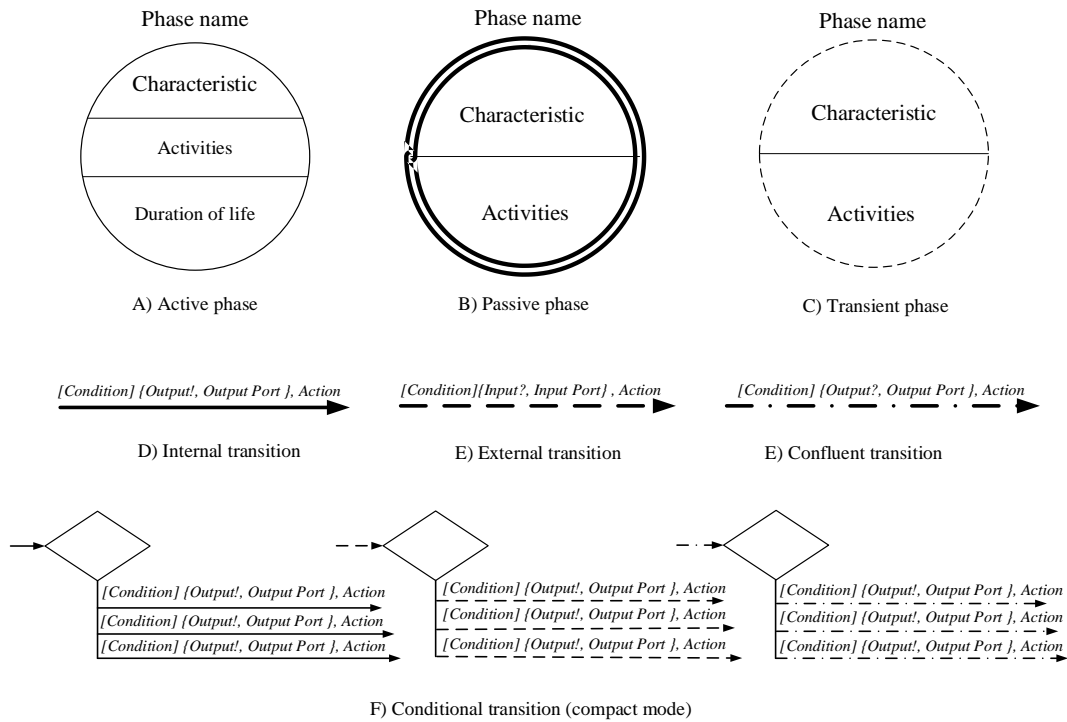 Phase name
Phase name
Phase name
Characteristic
Activities
Duration of life
Characteristic
Activities
Characteristic
Activities
A) Active phase
B) Passive phase
C) Transient phase
[Condition] {Output!, Output Port }, Action
[Condition]{Input?, Input Port} , Action
[Condition] {Output?, Output Port }, Action
D) Internal transition
E) External transition
E) Confluent transition
[Condition] {Output!, Output Port }, Action
[Condition] {Output!, Output Port }, Action
[Condition] {Output!, Output Port }, Action
[Condition] {Output!, Output Port }, Action
[Condition] {Output!, Output Port }, Action
[Condition] {Output!, Output Port }, Action
[Condition] {Output!, Output Port }, Action
[Condition] {Output!, Output Port }, Action
[Condition] {Output!, Output Port }, Action
F) Conditional transition (compact mode)